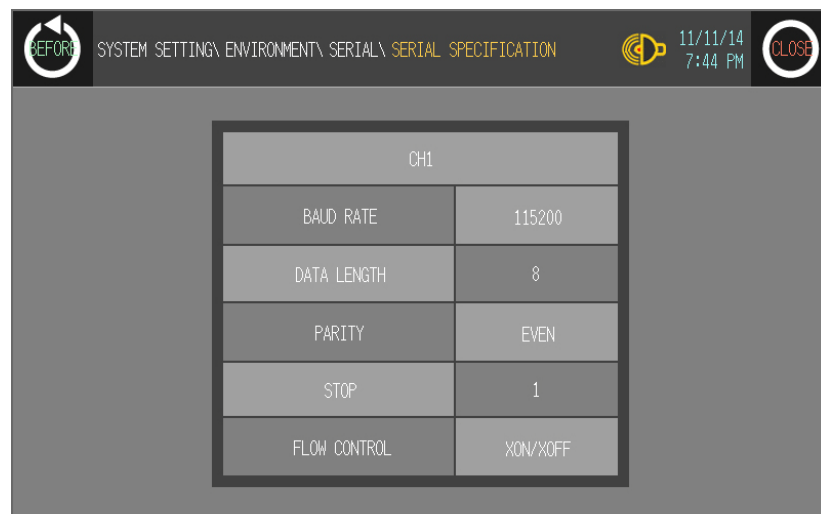 BEFORE
SYSTEM SETTING\ ENVIRONMENT\ SERIAL\ SERIAL SPECIFICATION
11/11/14
7:44 PM
CLOSE
CH1
BAUD RATE 115200
DATA LENGTH 8
PARITY EVEN
STOP 1
FLOW CONTROL XON/XOFF